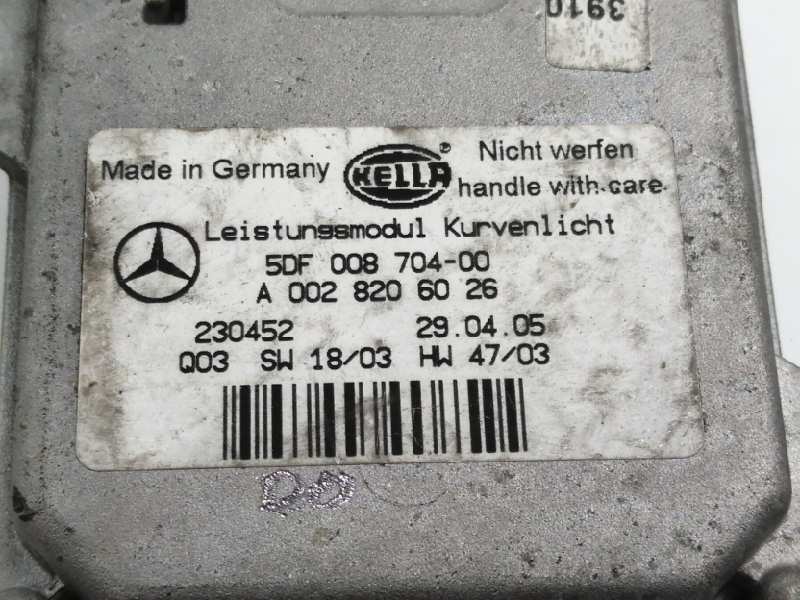 3910
Made in Germany
HELLA
®
Nicht werfen
handle with care
Leistungsmodul Kurvenlicht
5DF 008 704-00
A 002 820 60 26
230452
29.04.05
Q03 SW 18/03 HW 47/03